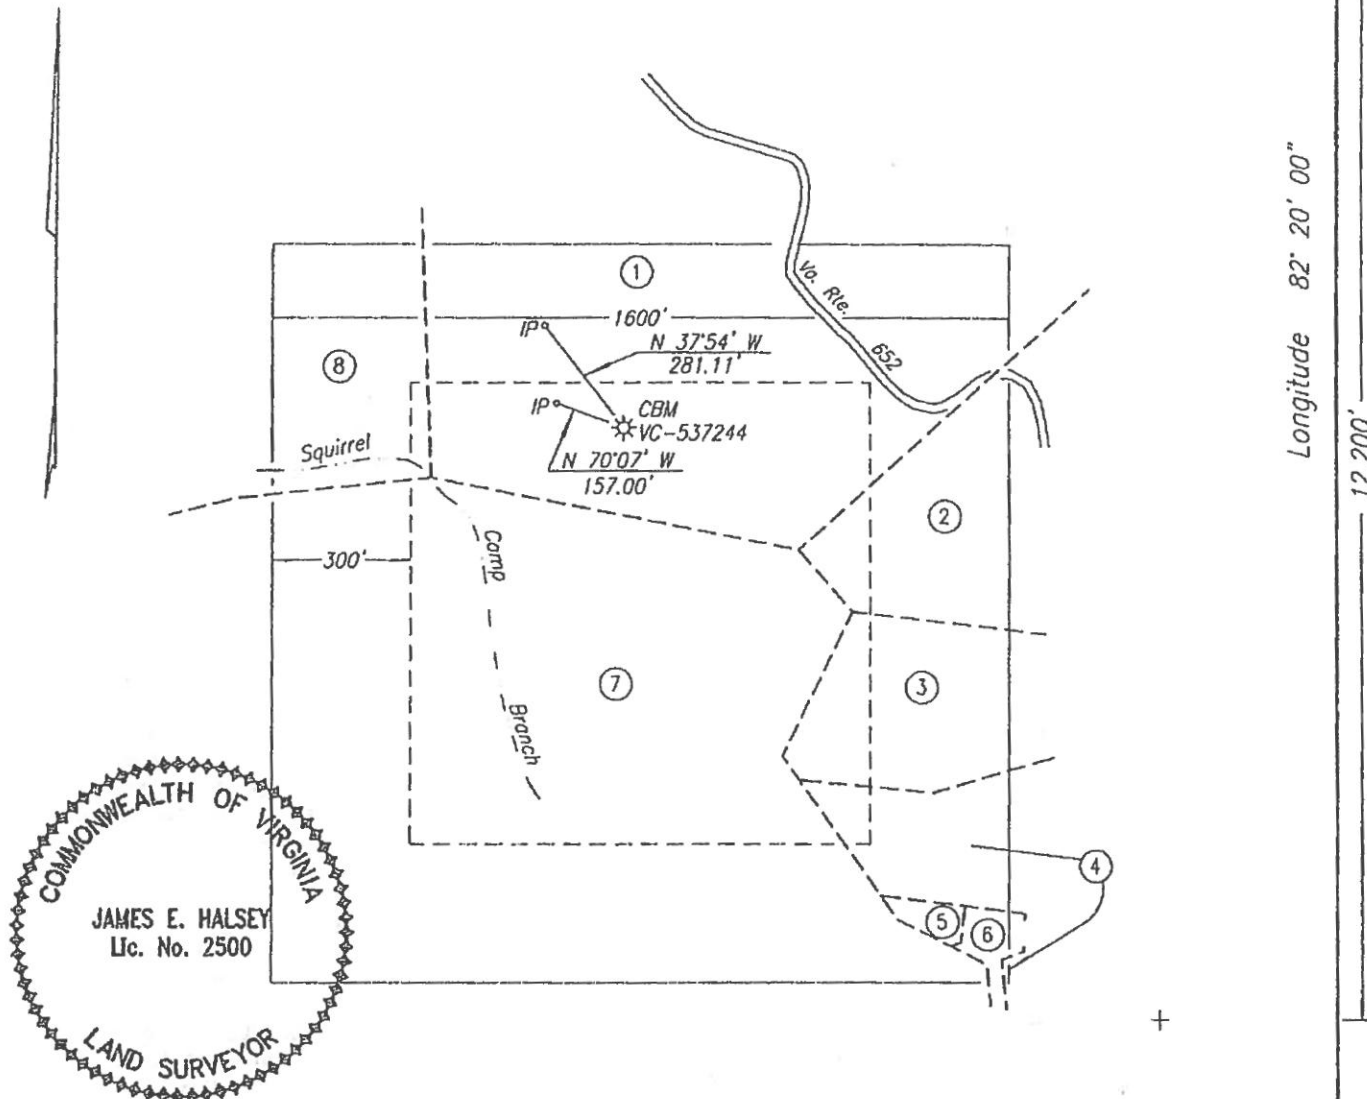 1
1600'
IP
N 37°54' W
281.11'
8
Va. Rte.
652
IP
CBM
VC-537244
Squirrel
N 70°07' W
157.00'
2
300'
Camp
7
3
Branch
4
5
6
COMMONWEALTH OF VIRGINIA
JAMES E. HALSEY
Lic. No. 2500
LAND SURVEYOR
Longitude 82° 20' 00"
12,200'